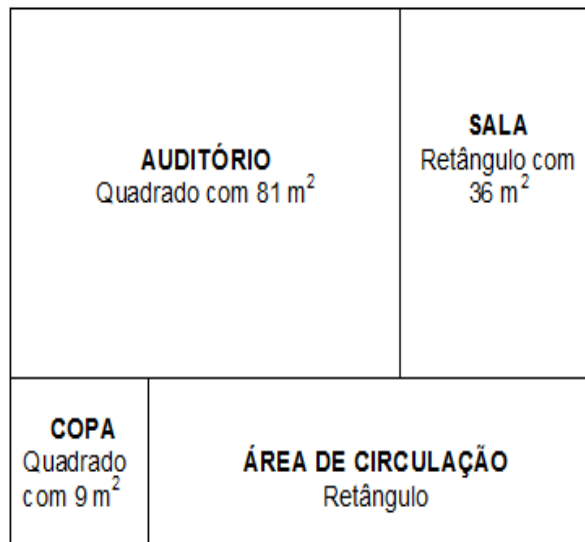 AUDITÓRIO
Quadrado com 81 m²
SALA
Retângulo com
36 m²
COPA
Quadrado
com 9 m²
ÁREA DE CIRCULAÇÃO
Retângulo